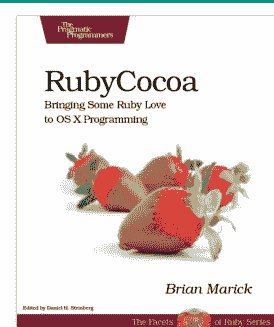 The
Pragmatic
Programmers
RubyCocoa
Bringing Some Ruby Love
to OS X Programming
Brian Marick
Edited by Daniel H. Steinberg
The Facets of Ruby Series